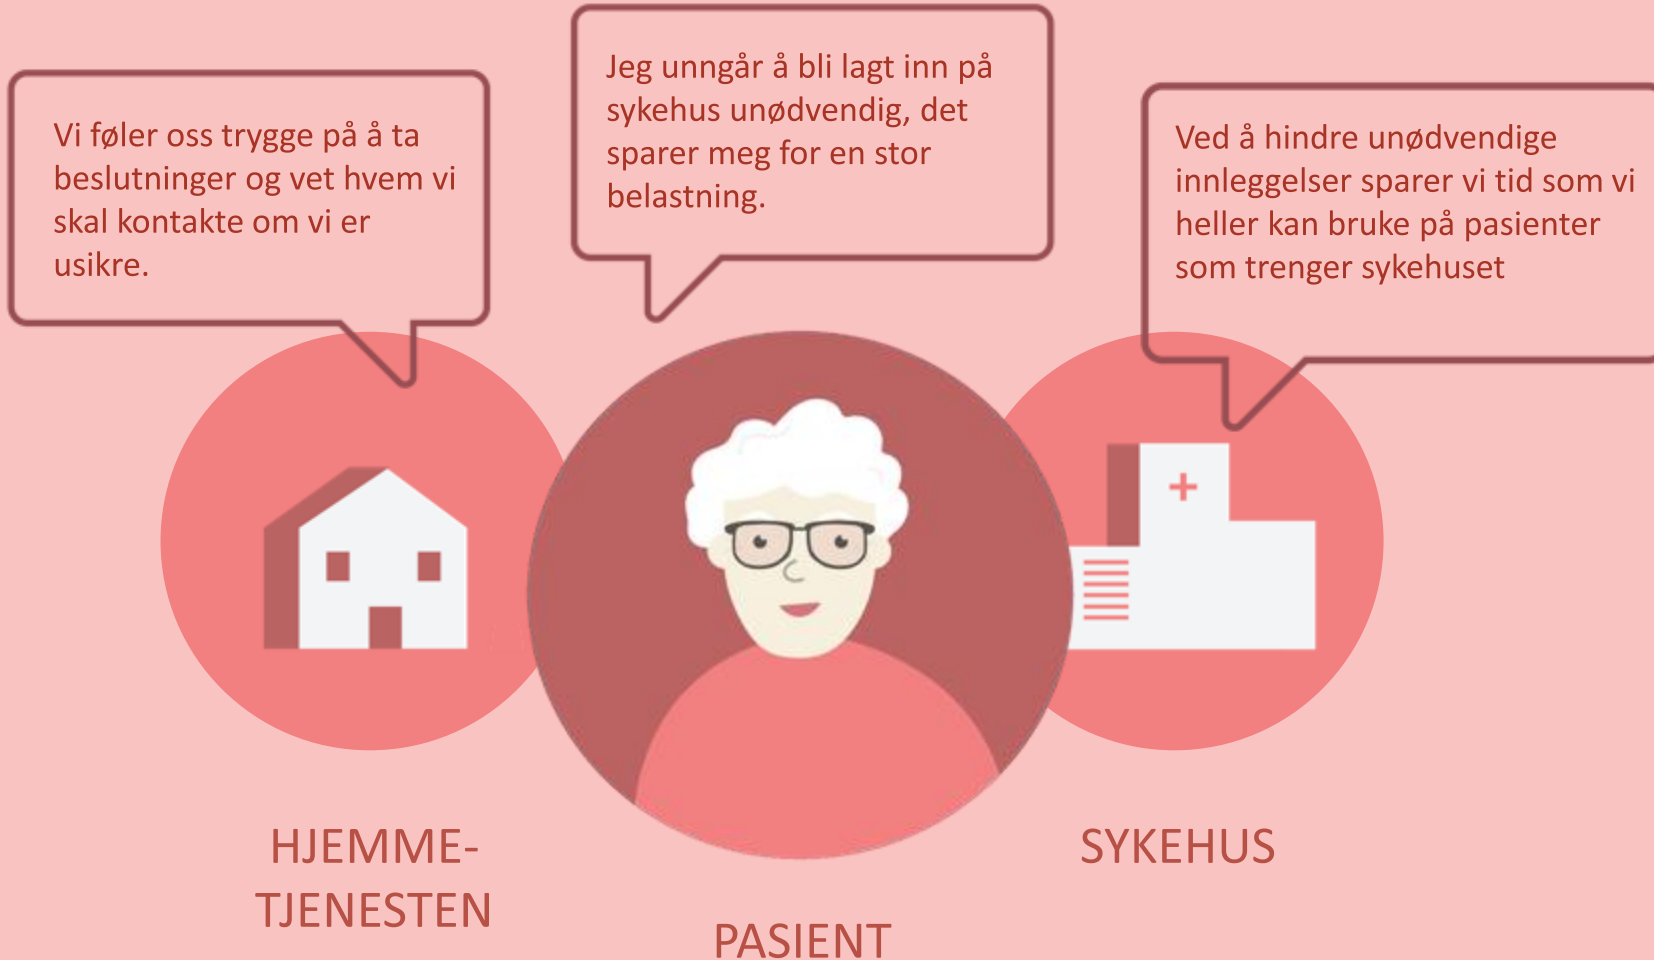 Vi føler oss trygge på å ta
beslutninger og vet hvem vi
skal kontakte om vi er
usikre.
Jeg unngår å bli lagt inn på
sykehus unødvendig, det
sparer meg for en stor
belastning.
Ved å hindre unødvendige
innleggelser sparer vi tid som vi
heller kan bruke på pasienter
som trenger sykehuset
HJEMME-
TJENESTEN
PASIENT
SYKEHUS